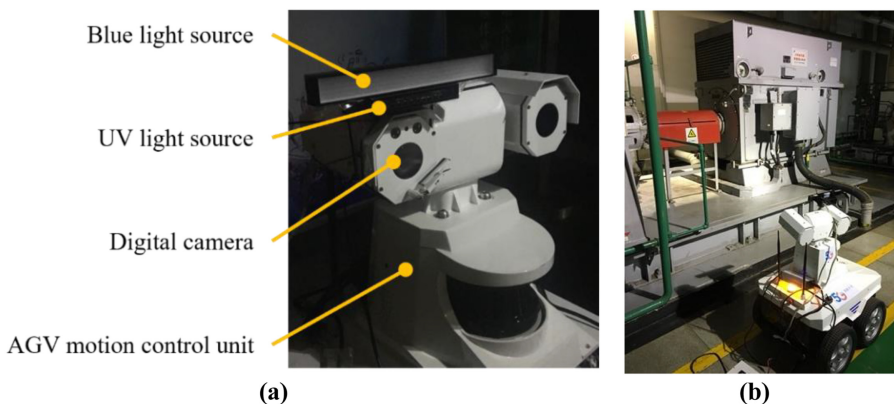 Blue light source
UV light source
Digital camera
AGV motion control unit
(a)
(b)